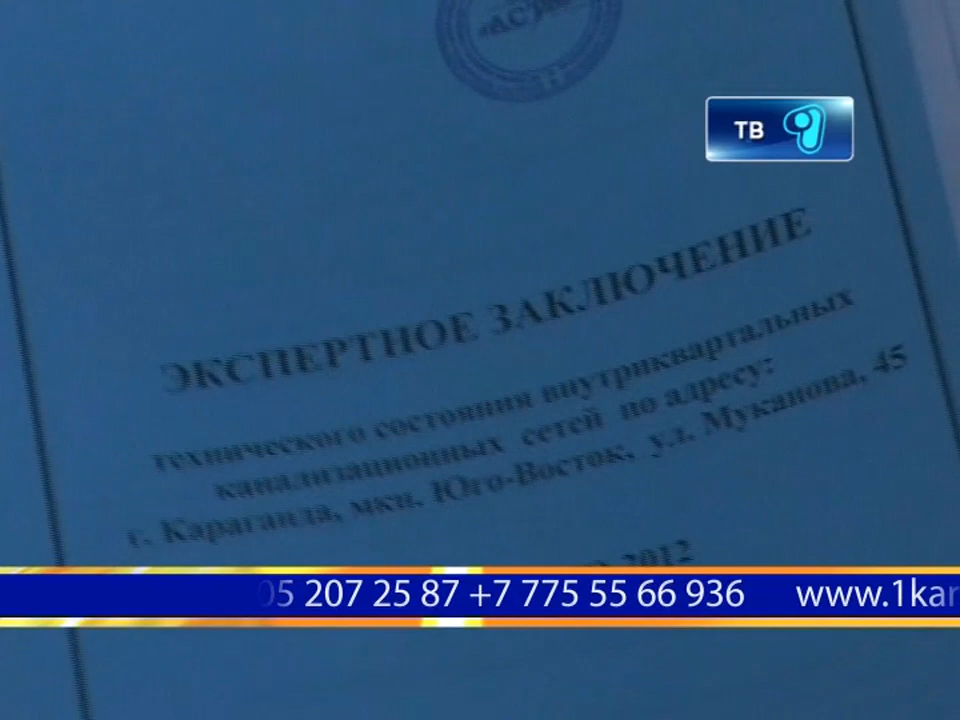 ТВ
ЭКСПЕРТНОЕ ЗАКЛЮЧЕНИЕ
технического состояния внутриквартальных
канализационных сетей по адресу:
г. Караганда, мкн. Юго-Восток, ул. Муканова, 45
2012
05 207 25 87 +7 775 55 66 936 www.1kar